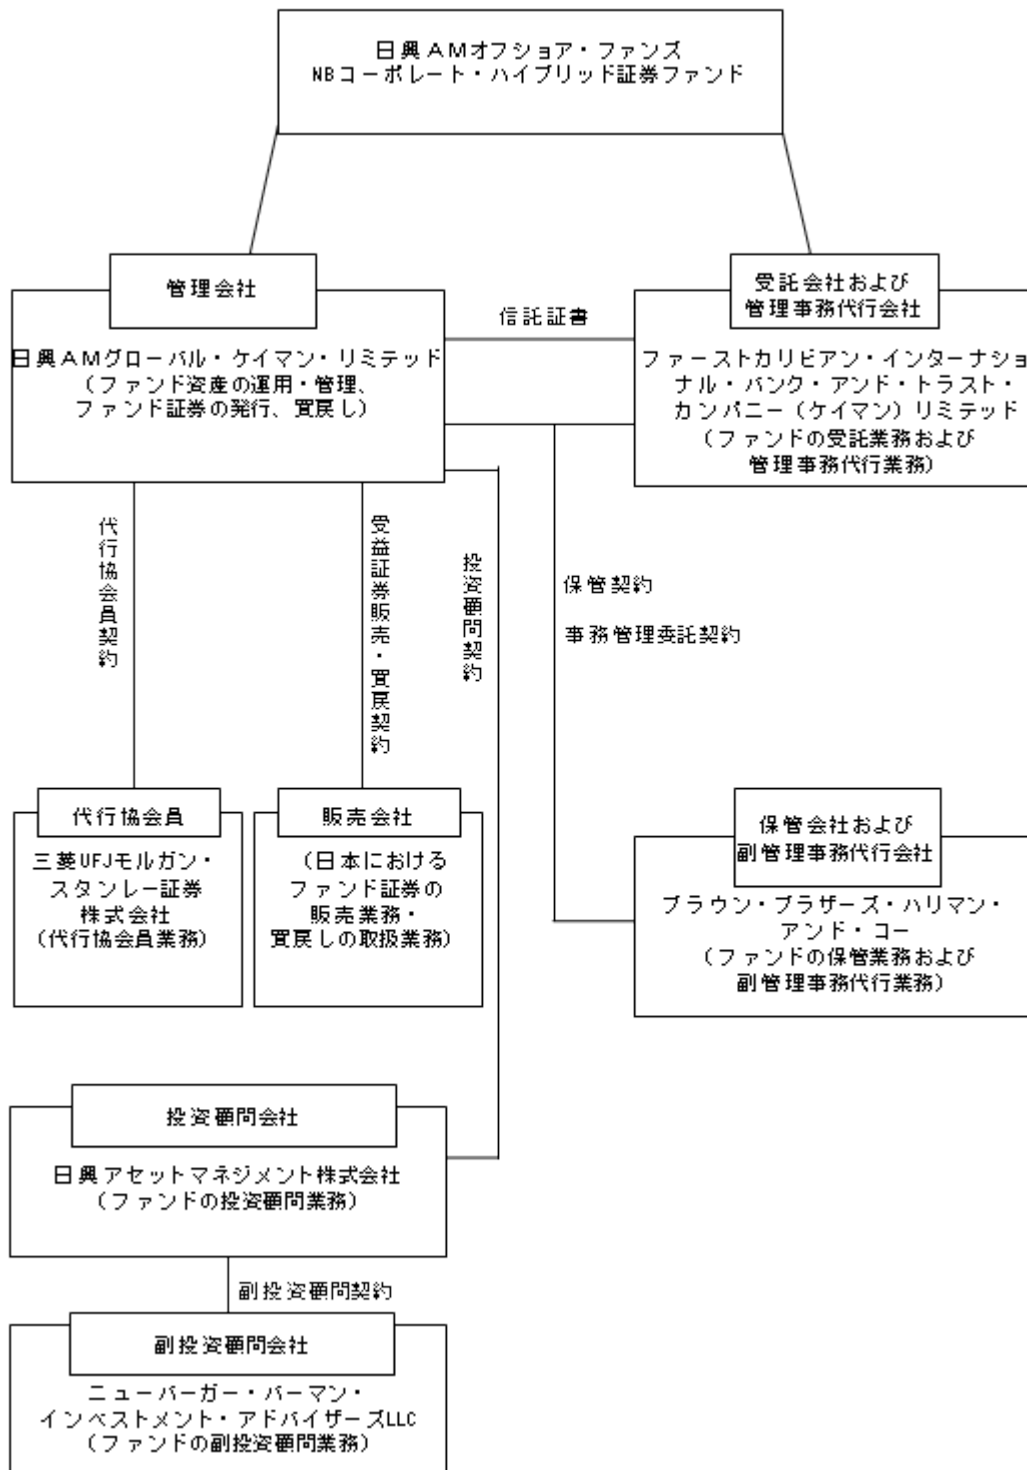 日興AMオフショア・ファンズ
NBコーポレート・ハイブリッド証券ファンド
管理会社
日興AMグローバル・ケイマン・リミテッド
（ファンド資産の運用・管理、
ファンド証券の発行、買戻し）
信託証書
受託会社および
管理事務代行会社
ファーストカリビアン・インターナショ
ナル・バンク・アンド・トラスト・
カンパニー（ケイマン）リミテッド
（ファンドの受託業務および
管理事務代行業務）
代行協会員契約
受益証券販売・買戻契約
投資顧問契約
保管契約
事務管理委託契約
代行協会員
三菱UFJモルガン・
スタンレー証券
株式会社
（代行協会員業務）
販売会社
（日本における
ファンド証券の
販売業務・
買戻しの取扱業務）
保管会社および
副管理事務代行会社
ブラウン・ブラザーズ・ハリマン・
アンド・コー
（ファンドの保管業務および
副管理事務代行業務）
投資顧問会社
日興アセットマネジメント株式会社
（ファンドの投資顧問業務）
副投資顧問契約
副投資顧問会社
ニューバーガー・バーマン・
インベストメント・アドバイザーズLLC
（ファンドの副投資顧問業務）